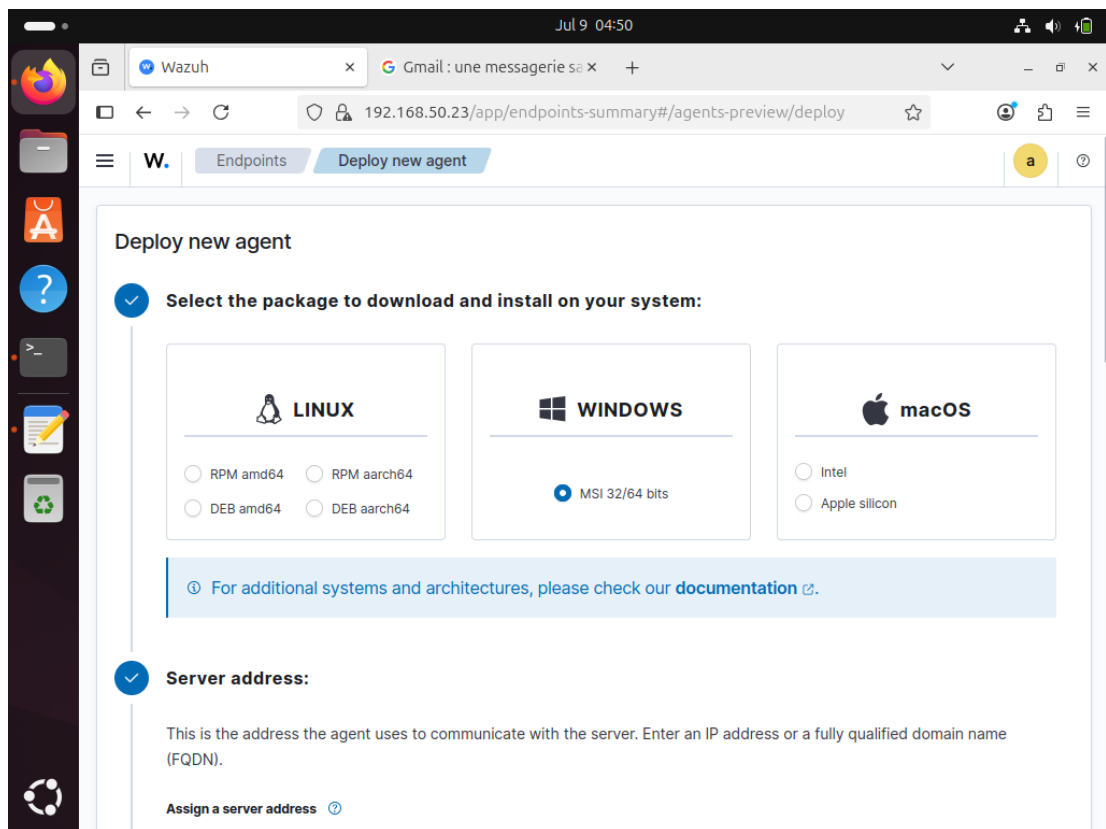 Jul 9 04:50
Wazuh
Gmail : une messagerie sa
192.168.50.23/app/endpoints-summary#/agents-preview/deploy
W. Endpoints Deploy new agent a
Deploy new agent
Select the package to download and install on your system:
LINUX
RPM amd64 RPM aarch64
DEB amd64 DEB aarch64
WINDOWS
MSI 32/64 bits
macOS
Intel
Apple silicon
For additional systems and architectures, please check our documentation.
Server address:
This is the address the agent uses to communicate with the server. Enter an IP address or a fully qualified domain name
(FQDN).
Assign a server address